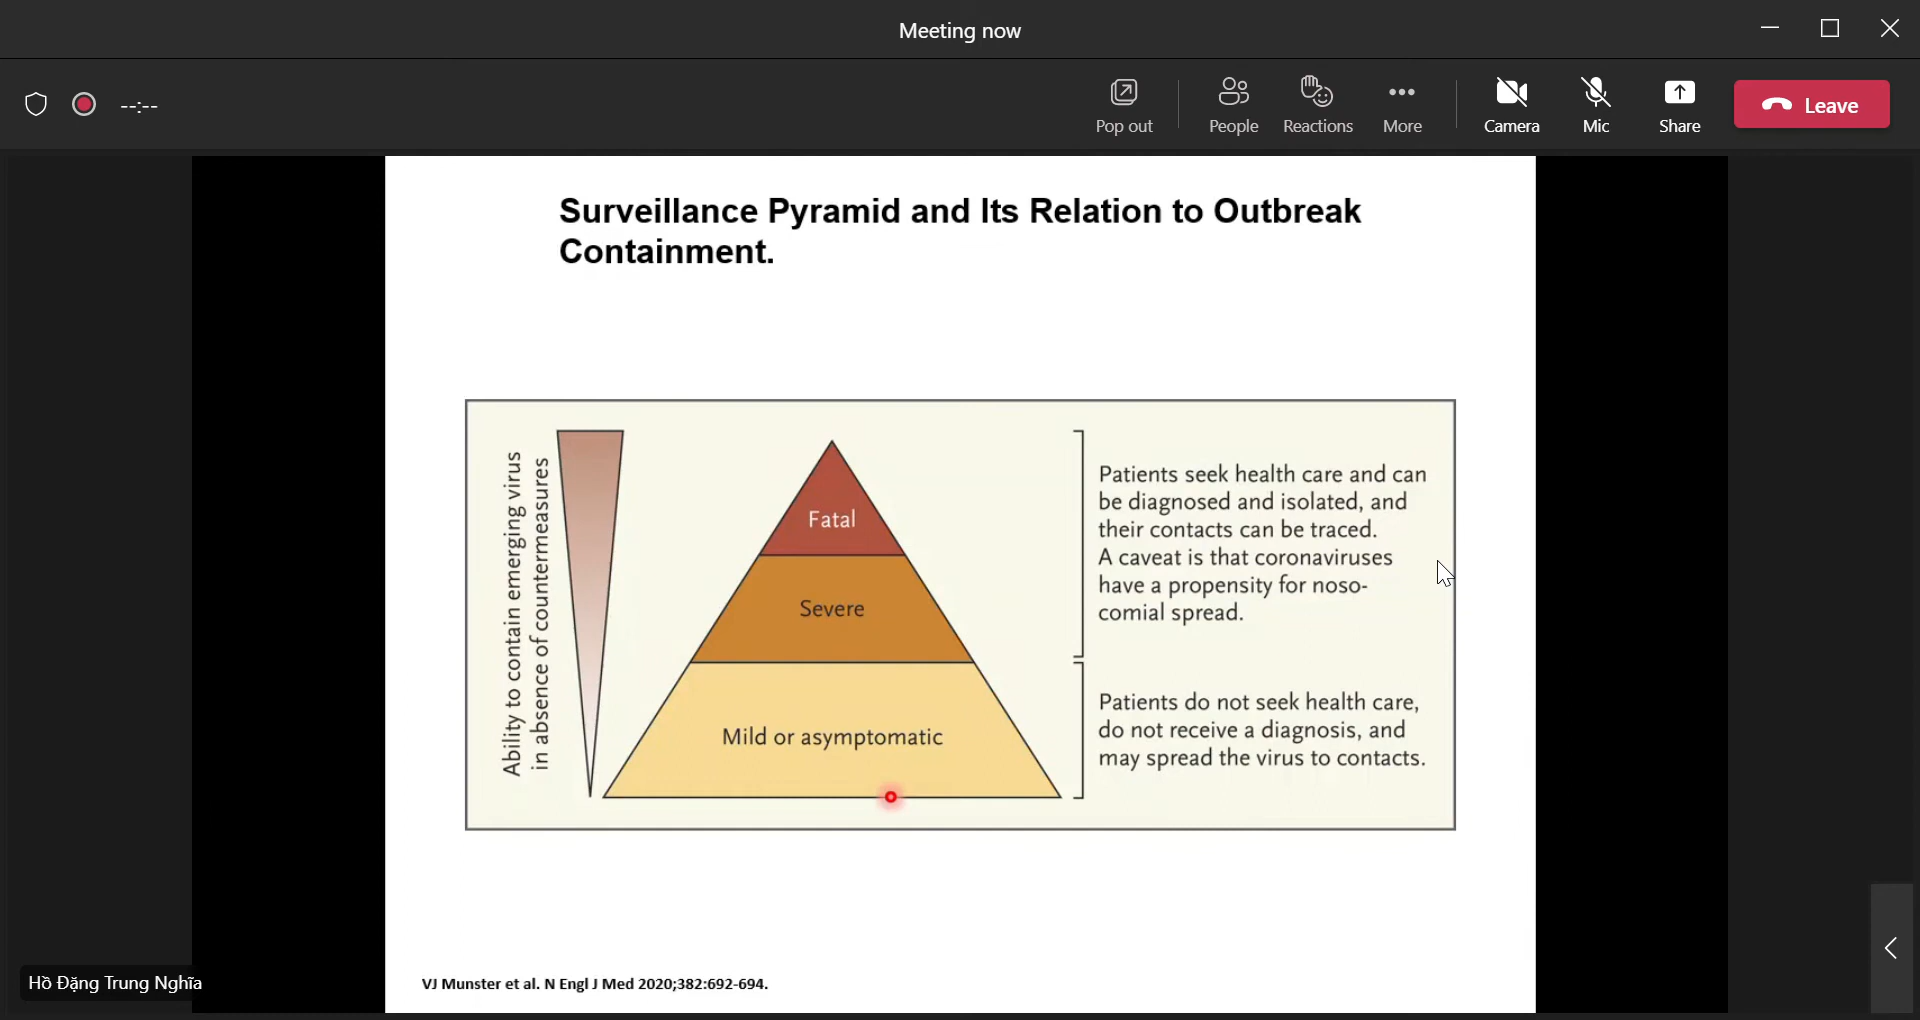 Meeting now
--:--
Pop out
People
Reactions
More
Camera
Mic
Share
Leave
Surveillance Pyramid and Its Relation to Outbreak
Containment.
Ability to contain emerging virus
in absence of countermeasures
Fatal
Severe
Mild or asymptomatic
Patients seek health care and can
be diagnosed and isolated, and
their contacts can be traced.
A caveat is that coronaviruses
have a propensity for noso-
comial spread.
Patients do not seek health care,
do not receive a diagnosis, and
may spread the virus to contacts.
Hồ Đặng Trung Nghĩa
VJ Munster et al. N Engl J Med 2020;382:692-694.